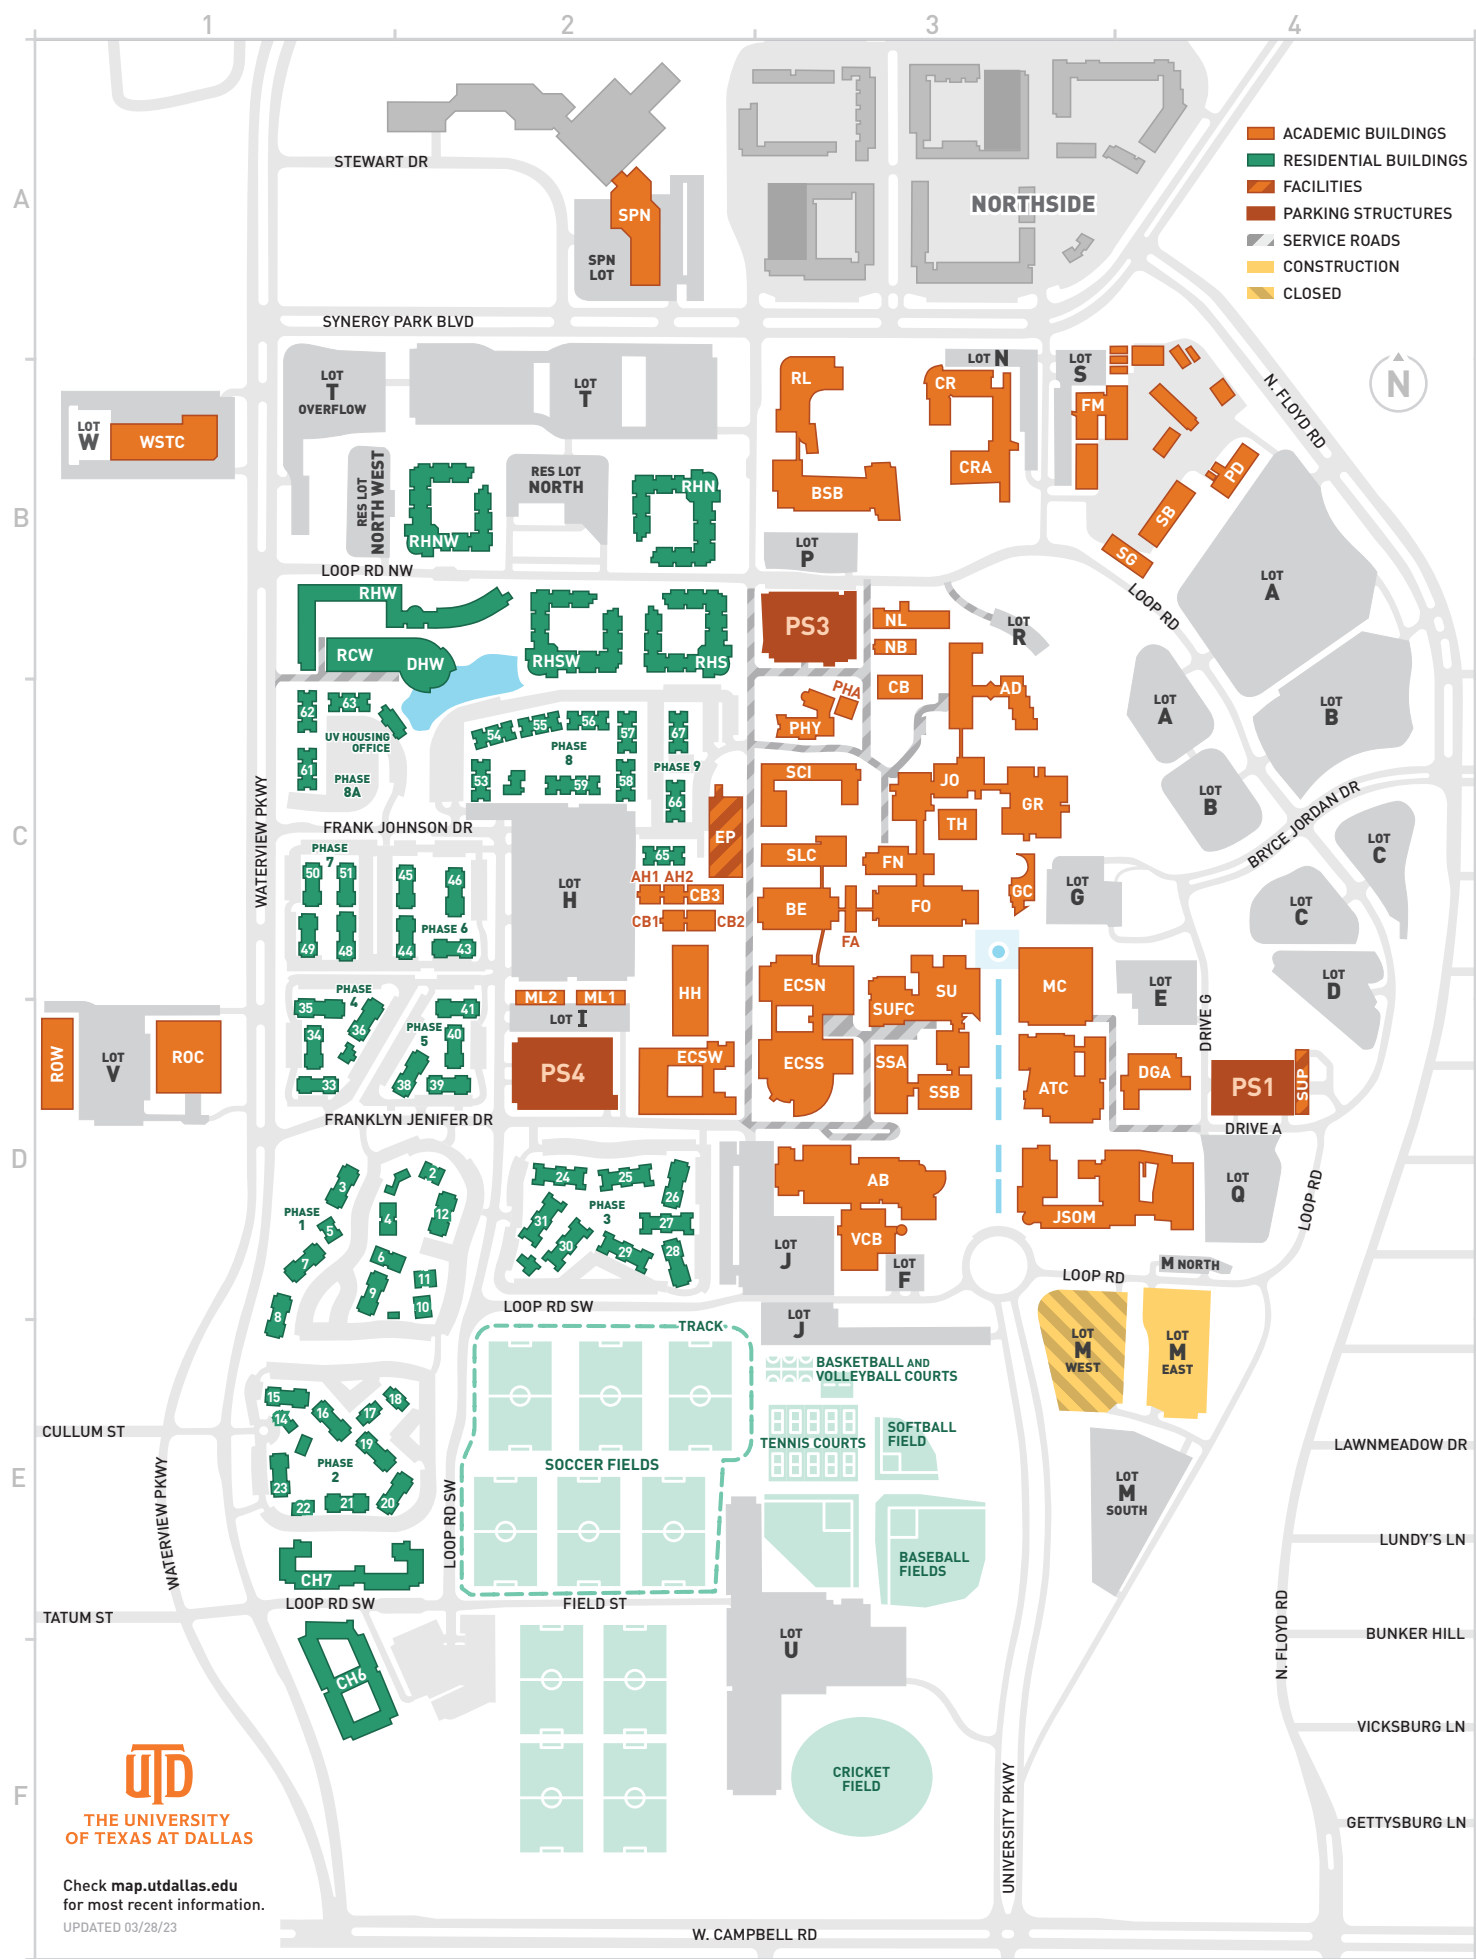 1
2
3
4
A
B
C
D
E
F
STEWART DR
SPN
SPN
LOT
NORTHSIDE
ACADEMIC BUILDINGS
RESIDENTIAL BUILDINGS
FACILITIES
PARKING STRUCTURES
SERVICE ROADS
CONSTRUCTION
CLOSED
SYNERGY PARK BLVD
N
N. FLOYD RD
LOT
W
WSTC
LOT
T
OVERFLOW
LOT
T
RL
LOT N
CR
LOT
S
FM
CRA
BSB
PD
SB
SG
RES LOT
NORTH WEST
RHNW
RES LOT
NORTH
RHN
LOT
P
LOT
A
LOOP RD NW
LOOP RD
RHW
RCW
DHW
RHSW
RHS
PS3
NL
NB
CB
LOT
R
AD
PHA
PHY
LOT
A
LOT
B
LOT
B
62
63
UV HOUSING
OFFICE
61
PHASE
8A
54
55
56
57
PHASE
8
53
59
58
67
PHASE 9
66
65
EP
SCI
JO
GR
TH
SLC
FN
GC
BE
FA
FO
LOT
G
BRYCE JORDAN DR
LOT
C
LOT
C
LOT
D
WATERVIEW PKWY
FRANK JOHNSON DR
PHASE
7
50
51
45
46
49
48
44
PHASE 6
43
LOT
H
AH1 AH2
CB3
CB1
CB2
HH
ML2
ML1
LOT I
ECSN
SUFC
SU
MC
LOT
E
DRIVE G
PHASE
4
35
36
34
33
41
PHASE
5
40
38
39
ROW
LOT
V
ROC
PS4
ECSW
ECSS
SSA
SSB
ATC
DGA
PS1
SUP
DRIVE A
FRANKLYN JENIFER DR
LOT
Q
LOOP RD
3
2
PHASE
1
5
4
12
7
6
11
9
10
8
24
25
26
PHASE
3
31
27
30
29
28
AB
VCB
JSOM
LOT
J
LOT
F
M NORTH
LOOP RD
LOOP RD SW
LOT
J
TRACK
BASKETBALL AND
VOLLEYBALL COURTS
LOT
M
WEST
LOT
M
EAST
15
14
16
17
18
19
PHASE
2
23
22
21
20
CULLUM ST
WATERVIEW PKWY
SOCCER FIELDS
LOOP RD SW
TENNIS COURTS
SOFTBALL
FIELD
BASEBALL
FIELDS
LOT
M
SOUTH
LAWNMEADOW DR
LUNDY'S LN
CH7
LOOP RD SW
TATUM ST
FIELD ST
CH6
LOT
U
N. FLOYD RD
BUNKER HILL
VICKSBURG LN
GETTYSBURG LN
CRICKET
FIELD
UNIVERSITY PKWY
UTD
THE UNIVERSITY
OF TEXAS AT DALLAS
Check map.utdallas.edu
for most recent information.
UPDATED 03/28/23
W. CAMPBELL RD